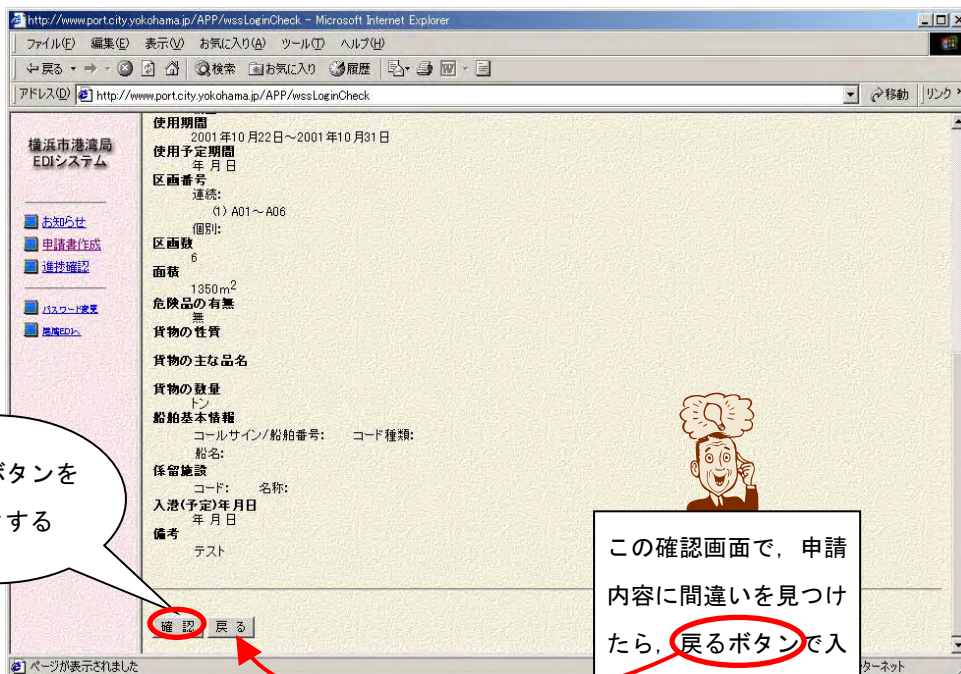 http://www.port.city.yokohama.jp/APP/wssLoginCheck - Microsoft Internet Explorer
ファイル(F) 編集(E) 表示(V) お気に入り(A) ツール(T) ヘルプ(H)
戻る 検索 お気に入り 履歴
アドレス(D) http://www.port.city.yokohama.jp/APP/wssLoginCheck 移動 リンク
横浜市港湾局
EDIシステム
お知らせ
申請書作成
進捗確認
パスワード変更
使用期間
2001年10月22日～2001年10月31日
使用予定期間
年 月 日
区画番号
連続:
(1) A01～A06
個別:
区画数
6
面積
1350m2
危険品の有無
無
貨物の性質
貨物の主な品名
貨物の数量
トン
船舶基本情報
コールサイン/船舶番号: コード種類:
船名:
係留施設
コード: 名称:
入港(予定)年月日
年 月 日
備考
テスト
確 認 戻 る
ボタンを
する
この確認画面で，申請
内容に間違いを見つけ
たら，戻るボタンで入
ページが表示されました
ターネット